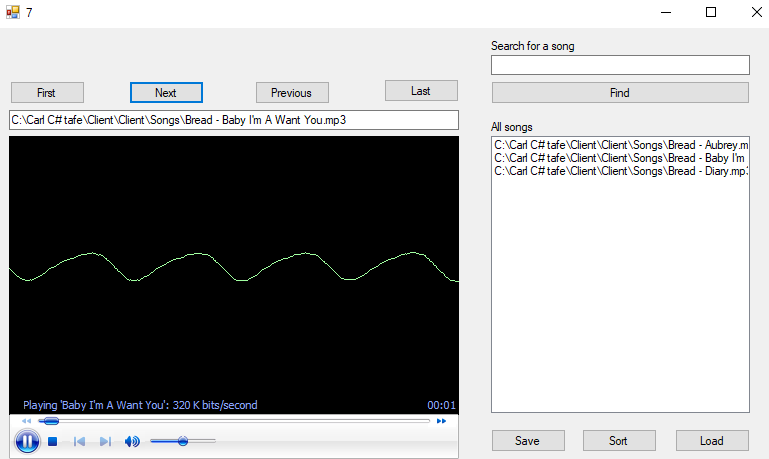 7
Search for a song
First
Next
Previous
Last
Find
C:\Carl C# tafe\Client\Client\Songs\Bread - Baby I'm A Want You.mp3
All songs
C:\Carl C# tafe\Client\Client\Songs\Bread - Aubrey.m
C:\Carl C# tafe\Client\Client\Songs\Bread - Baby I'm
C:\Carl C# tafe\Client\Client\Songs\Bread - Diary.mp3
Playing 'Baby I'm A Want You': 320 K bits/second
00:01
Save
Sort
Load